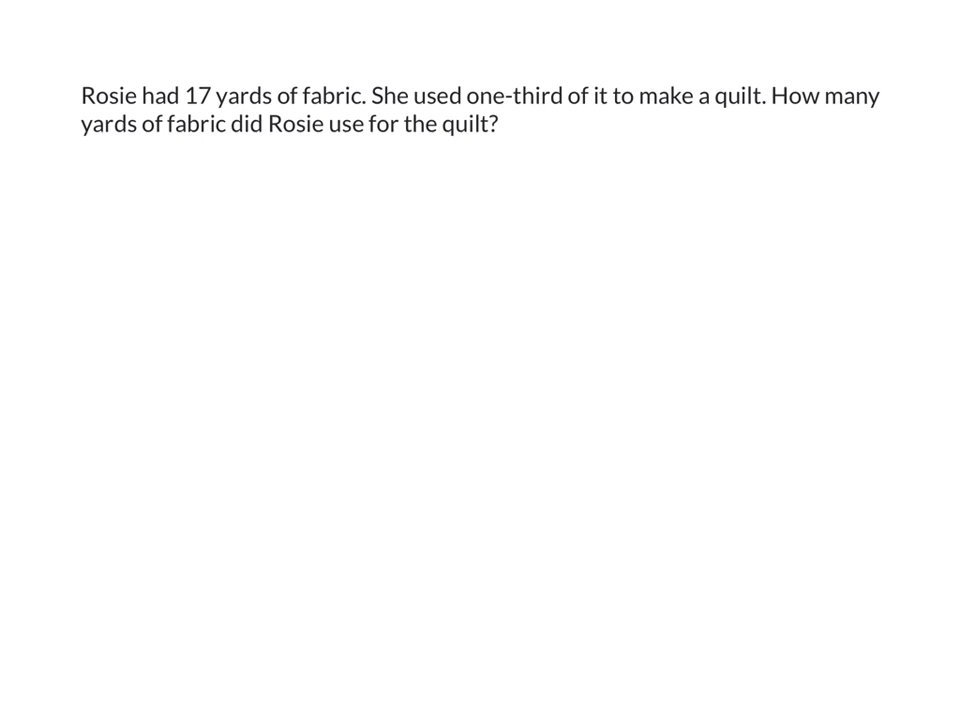 Rosie had 17 yards of fabric. She used one-third of it to make a quilt. How many
yards of fabric did Rosie use for the quilt?